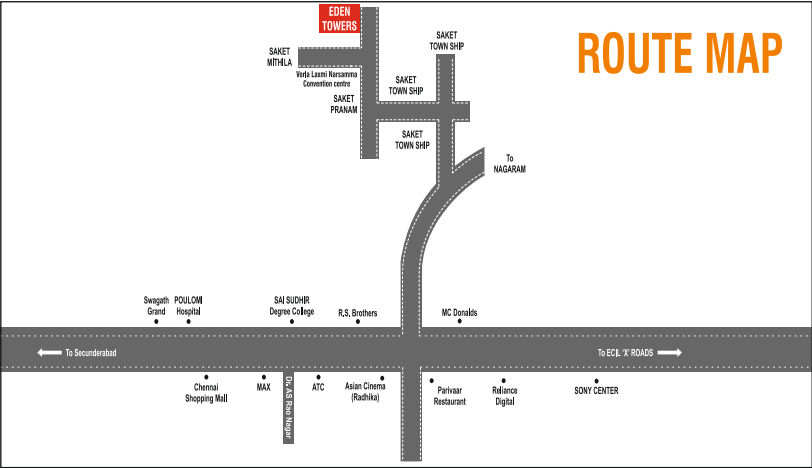 EDEN
TOWERS
ROUTE MAP
SAKET
TOWN SHIP
SAKET
MITHILA
Verja Laxmi Narsamma
Convention centre
SAKET
TOWN SHIP
SAKET
PRANAM
SAKET
TOWN SHIP
To
NAGARAM
Swagath
Grand
POULOMI
Hospital
SAI SUDHIR
Degree College
R.S. Brothers
MC Donalds
To Secunderabad
To ECIL 'X' ROADS
Chennai
Shopping Mall
MAX
Dr. AS Rao Nagar
ATC
Asian Cinema
(Radhika)
Parivaar
Restaurant
Reliance
Digital
SONY CENTER